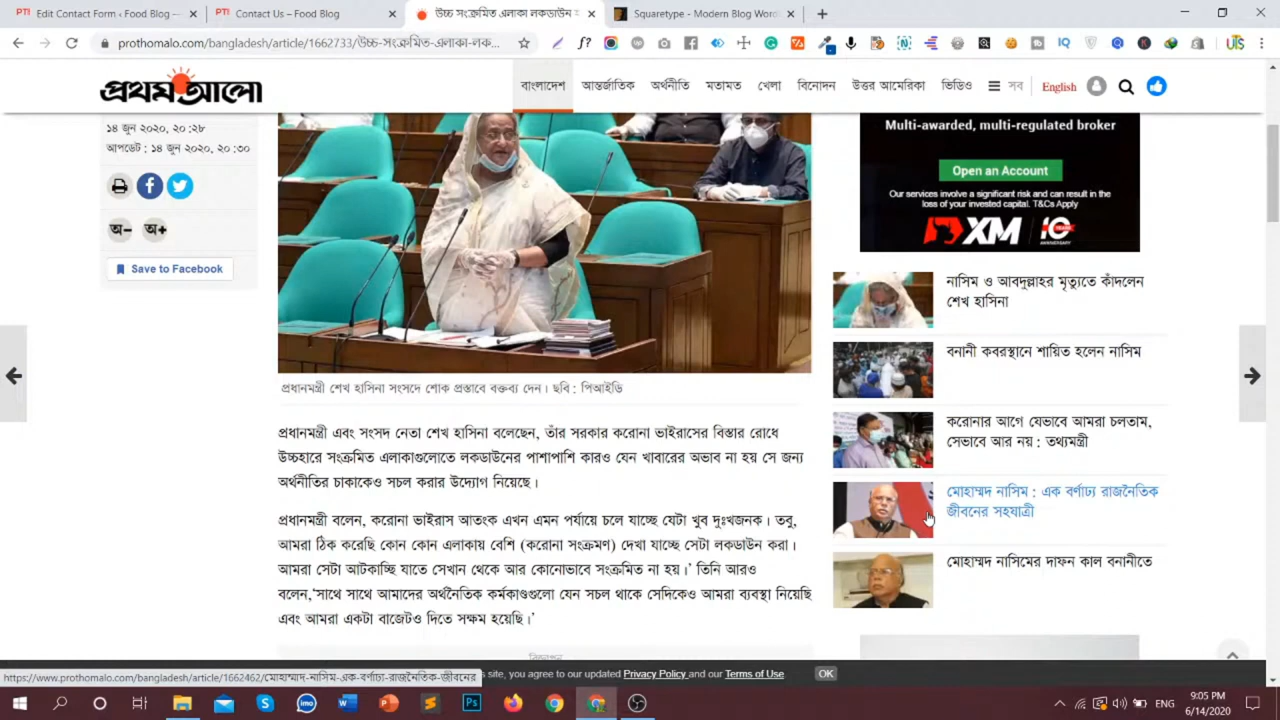 Edit Contact Form ‹ Food Blog —
Contact Us – Food Blog
উচ্চ সংক্রমিত এলাকা লকডাউন
Squaretype - Modern Blog Word
prothomalo.com/bangladesh/article/1662733/উচ্চ-সংক্রমিত-এলাকা-লক...
প্রথম আলো
বাংলাদেশ
আন্তর্জাতিক
অর্থনীতি
মতামত
খেলা
বিনোদন
উত্তর আমেরিকা
ভিডিও
সব
English
১৪ জুন ২০২০, ২০:২৮
আপডেট: ১৪ জুন ২০২০, ২০:৩০
অ- অ+
Save to Facebook
Multi-awarded, multi-regulated broker
Open an Account
Our services involve a significant risk and can result in the
loss of your invested capital. T&Cs Apply
XM
10
নাসিম ও আবদুল্লাহর মৃত্যুতে কাঁদলেন
শেখ হাসিনা
বনানী কবরস্থানে শায়িত হলেন নাসিম
করোনার আগে যেভাবে আমরা চলতাম,
সেভাবে আর নয় : তথ্যমন্ত্রী
মোহাম্মদ নাসিম : এক বর্ণাঢ্য রাজনৈতিক
জীবনের সহযাত্রী
মোহাম্মদ নাসিমের দাফন কাল বনানীতে
প্রধানমন্ত্রী শেখ হাসিনা সংসদে শোক প্রস্তাবে বক্তব্য দেন। ছবি : পিআইডি
প্রধানমন্ত্রী এবং সংসদ নেতা শেখ হাসিনা বলেছেন, তাঁর সরকার করোনা ভাইরাসের বিস্তার রোধে
উচ্চহারে সংক্রমিত এলাকাগুলোতে লকডাউনের পাশাপাশি কারও যেন খাবারের অভাব না হয় সে জন্য
অর্থনীতির চাকাকেও সচল করার উদ্যোগ নিয়েছে।
প্রধানমন্ত্রী বলেন, করোনা ভাইরাস আতংক এখন এমন পর্যায়ে চলে যাচ্ছে যেটা খুব দুঃখজনক। তবু,
আমরা ঠিক করেছি কোন কোন এলাকায় বেশি (করোনা সংক্রমণ) দেখা যাচ্ছে সেটা লকডাউন করা।
আমরা সেটা আটকাচ্ছি যাতে সেখান থেকে আর কোনোভাবে সংক্রমিত না হয়।’ তিনি আরও
বলেন,‘সাথে সাথে আমাদের অর্থনৈতিক কর্মকাণ্ডগুলো যেন সচল থাকে সেদিকেও আমরা ব্যবস্থা নিয়েছি
এবং আমরা একটা বাজেটও দিতে সক্ষম হয়েছি।’
s site, you agree to our updated Privacy Policy and our Terms of Use. OK
https://www.prothomalo.com/bangladesh/article/1662462/মোহাম্মদ-নাসিম-এক-বর্ণাঢ্য-রাজনৈতিক-জীবনের
ENG
9:05 PM
6/14/2020